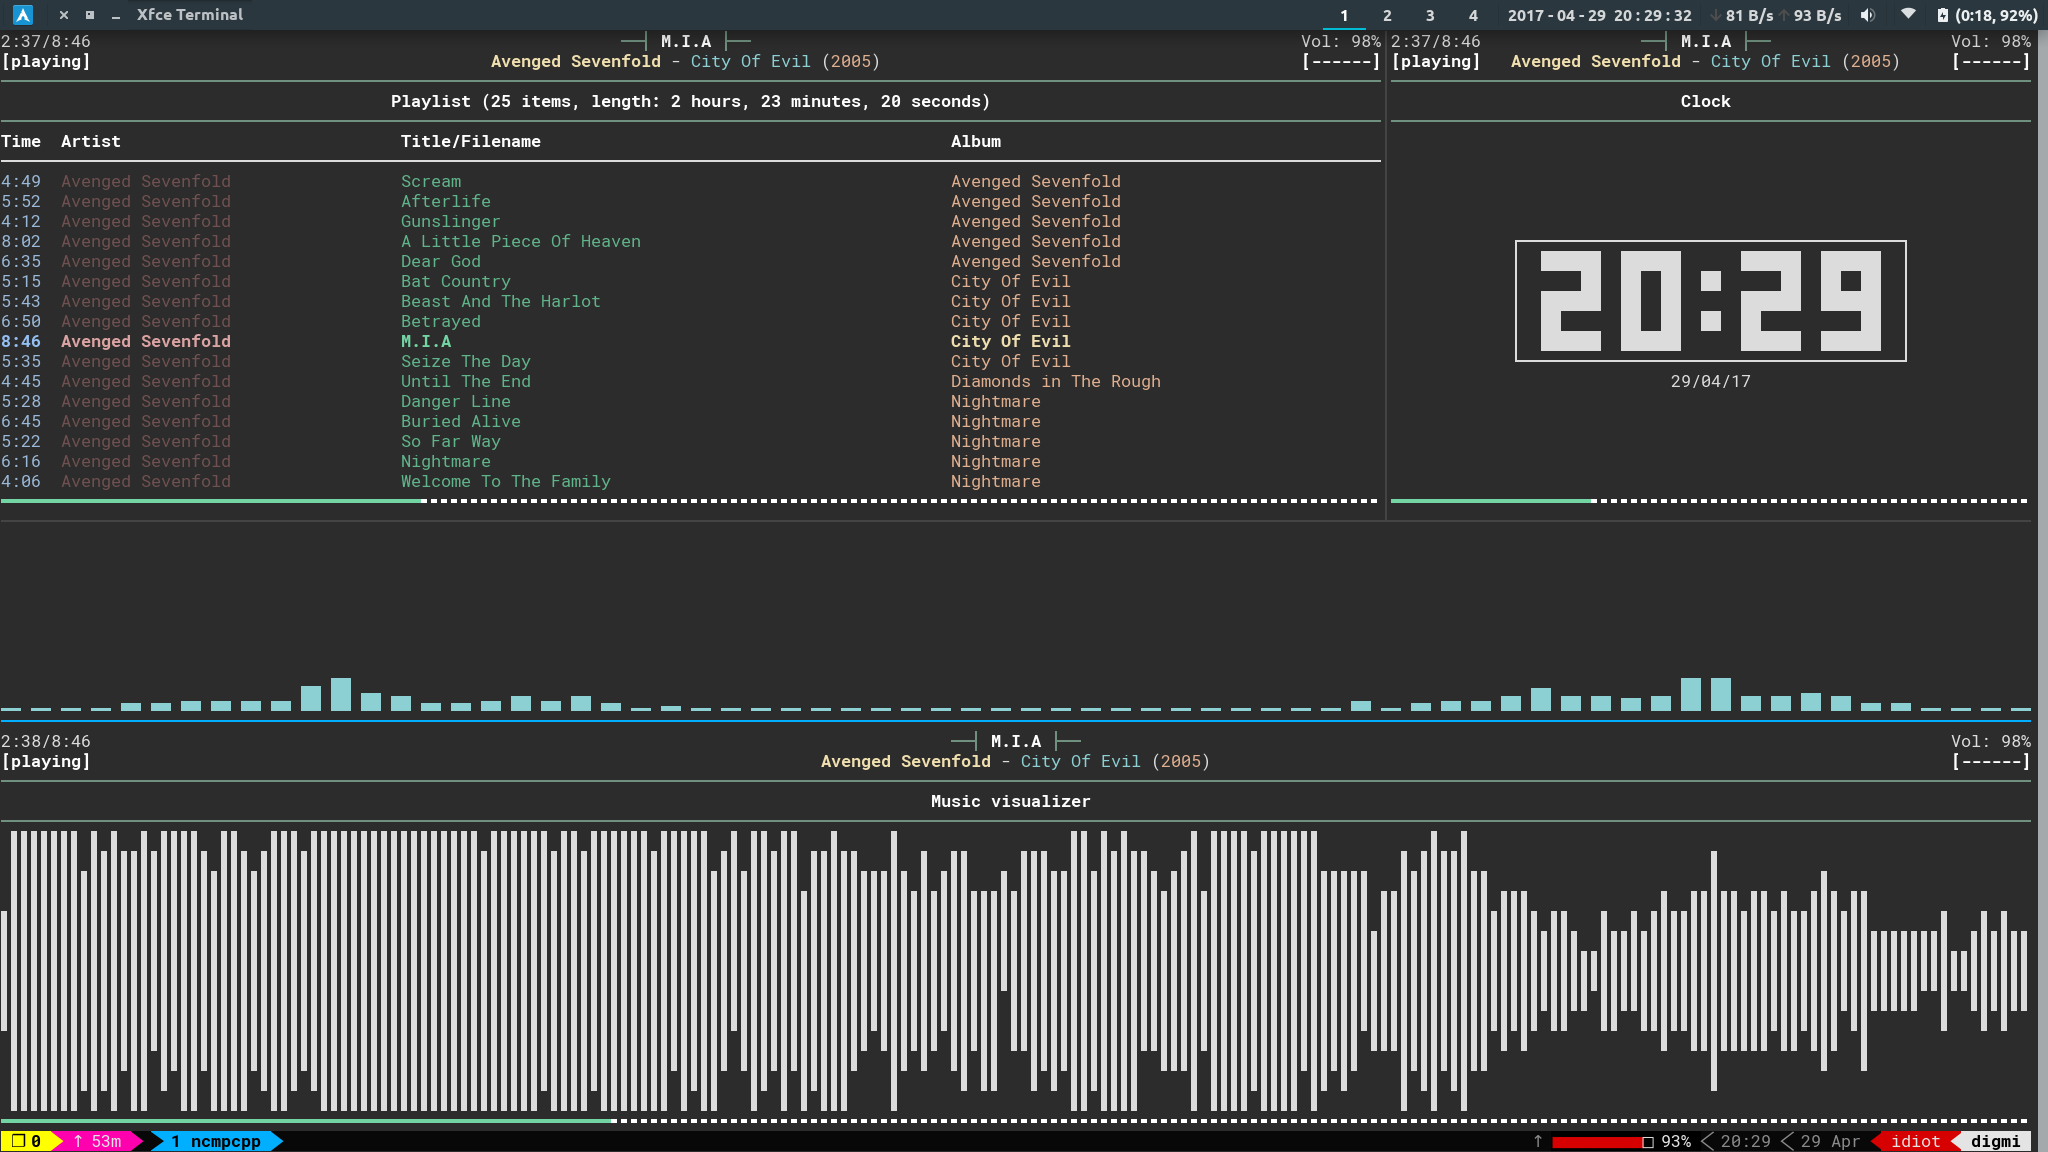 Xfce Terminal 1 2 3 4 2017 - 04 - 29 20 : 29 : 32 ↓ 81 B/s ↑ 93 B/s (0:18, 92%)
2:37/8:46 ──┤ M.I.A ├── Vol: 98%
[playing] Avenged Sevenfold - City Of Evil (2005) [------]
Playlist (25 items, length: 2 hours, 23 minutes, 20 seconds)
Time Artist Title/Filename Album
4:49 Avenged Sevenfold Scream Avenged Sevenfold
5:52 Avenged Sevenfold Afterlife Avenged Sevenfold
4:12 Avenged Sevenfold Gunslinger Avenged Sevenfold
8:02 Avenged Sevenfold A Little Piece Of Heaven Avenged Sevenfold
6:35 Avenged Sevenfold Dear God Avenged Sevenfold
5:15 Avenged Sevenfold Bat Country City Of Evil
5:43 Avenged Sevenfold Beast And The Harlot City Of Evil
6:50 Avenged Sevenfold Betrayed City Of Evil
8:46 Avenged Sevenfold M.I.A City Of Evil
5:35 Avenged Sevenfold Seize The Day City Of Evil
4:45 Avenged Sevenfold Until The End Diamonds in The Rough
5:28 Avenged Sevenfold Danger Line Nightmare
6:45 Avenged Sevenfold Buried Alive Nightmare
5:22 Avenged Sevenfold So Far Way Nightmare
6:16 Avenged Sevenfold Nightmare Nightmare
4:06 Avenged Sevenfold Welcome To The Family Nightmare
2:37/8:46 ──┤ M.I.A ├── Vol: 98%
[playing] Avenged Sevenfold - City Of Evil (2005) [------]
Clock
20:29
29/04/17
2:38/8:46 ──┤ M.I.A ├── Vol: 98%
[playing] Avenged Sevenfold - City Of Evil (2005) [------]
Music visualizer
❐ 0 ↑ 53m 1 ncmpcpp ↑ 93% 20:29 29 Apr idiot digmi